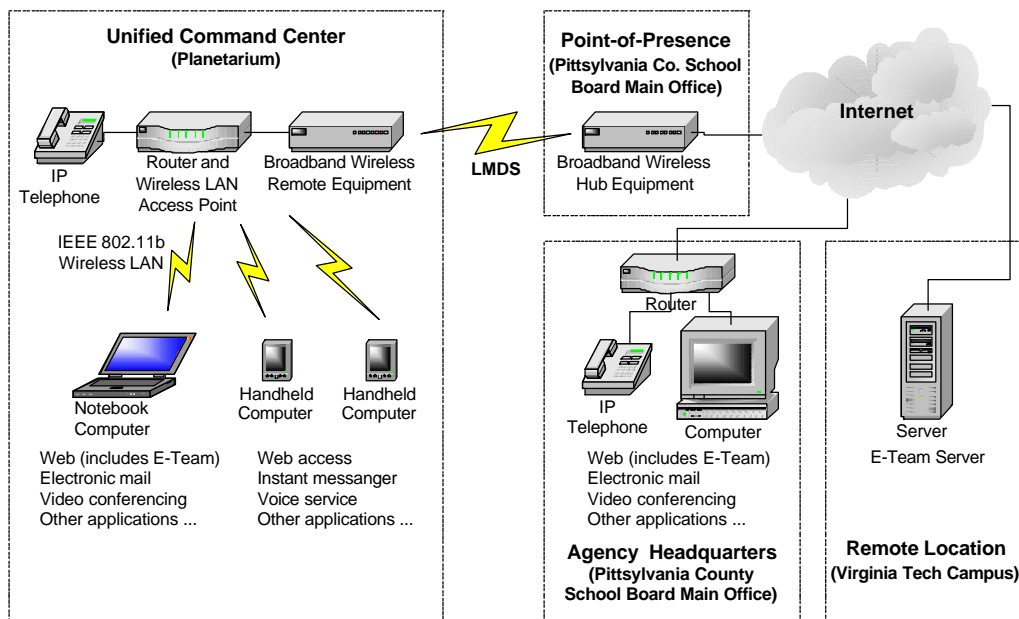 Unified Command Center
(Planetarium)
IP
Telephone
Router and
Wireless LAN
Access Point
Broadband Wireless
Remote Equipment
IEEE 802.11b
Wireless LAN
Notebook
Computer
Handheld
Computer
Handheld
Computer
Web (includes E-Team)
Electronic mail
Video conferencing
Other applications ...
Web access
Instant messanger
Voice service
Other applications ...
LMDS
Point-of-Presence
(Pittsylvania Co. School
Board Main Office)
Broadband Wireless
Hub Equipment
Internet
Router
IP
Telephone
Computer
Web (includes E-Team)
Electronic mail
Video conferencing
Other applications ...
Agency Headquarters
(Pittsylvania County
School Board Main Office)
Server
E-Team Server
Remote Location
(Virginia Tech Campus)